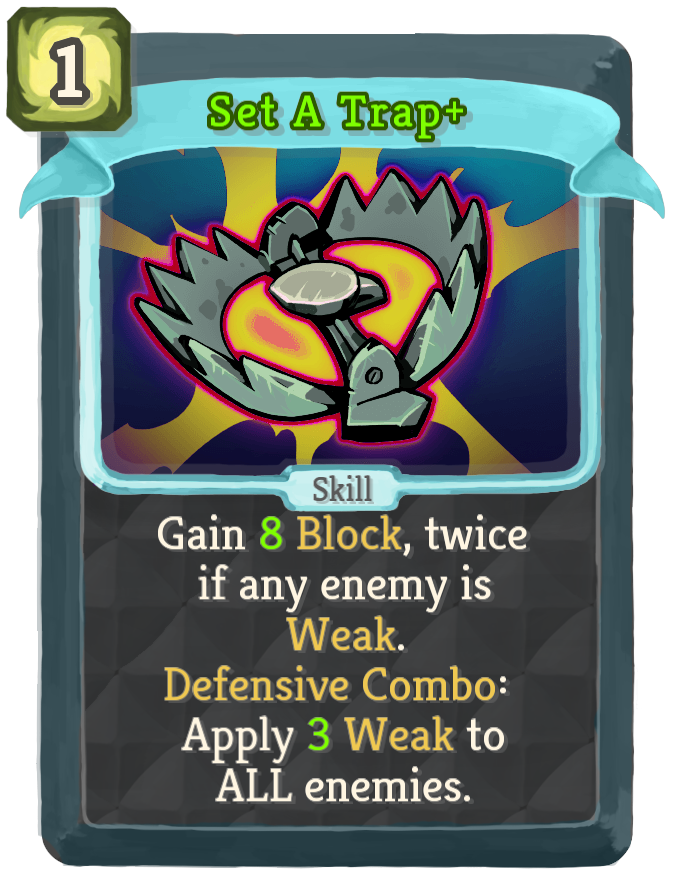 1
Set A Trap+
Skill
Gain 8 Block, twice
if any enemy is
Weak.
Defensive Combo:
Apply 3 Weak to
ALL enemies.